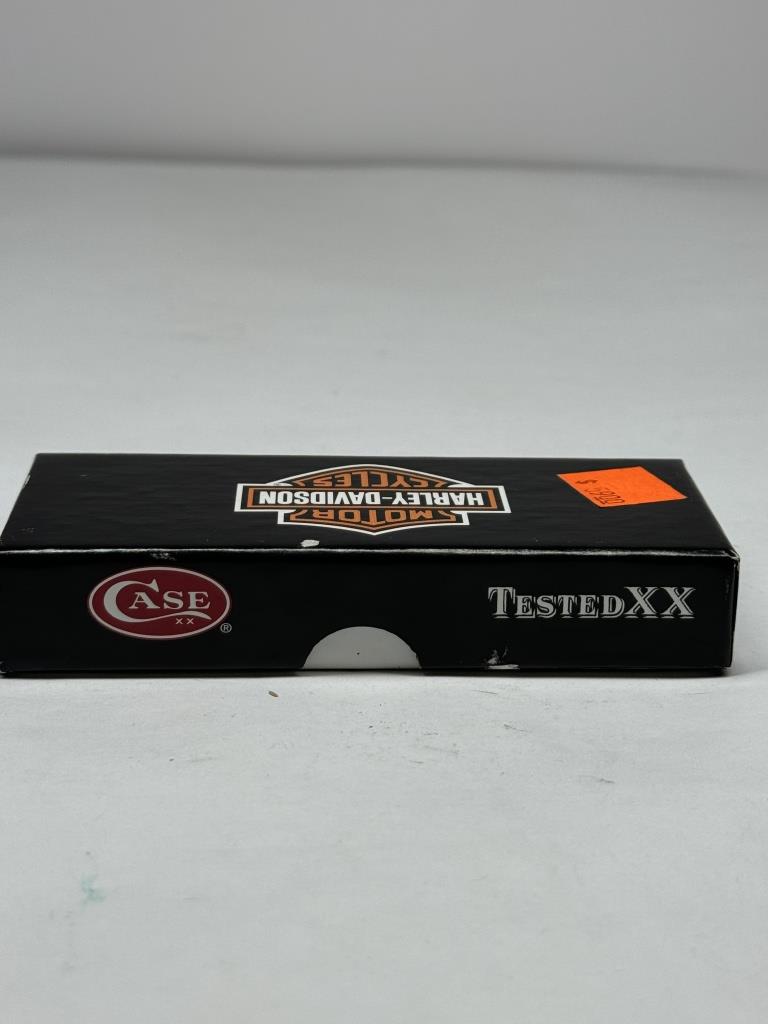 MOTOR
HARLEY-DAVIDSON
CYCLES
CASE
XX
®
TESTED XX